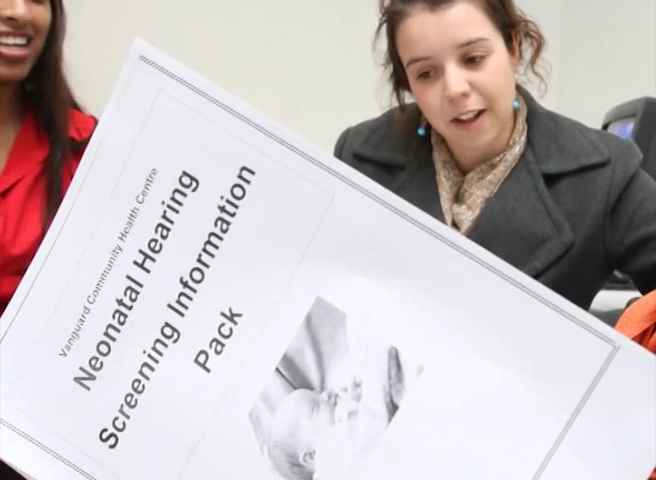 Vanguard Community Health Centre
Neonatal Hearing
Screening Information
Pack